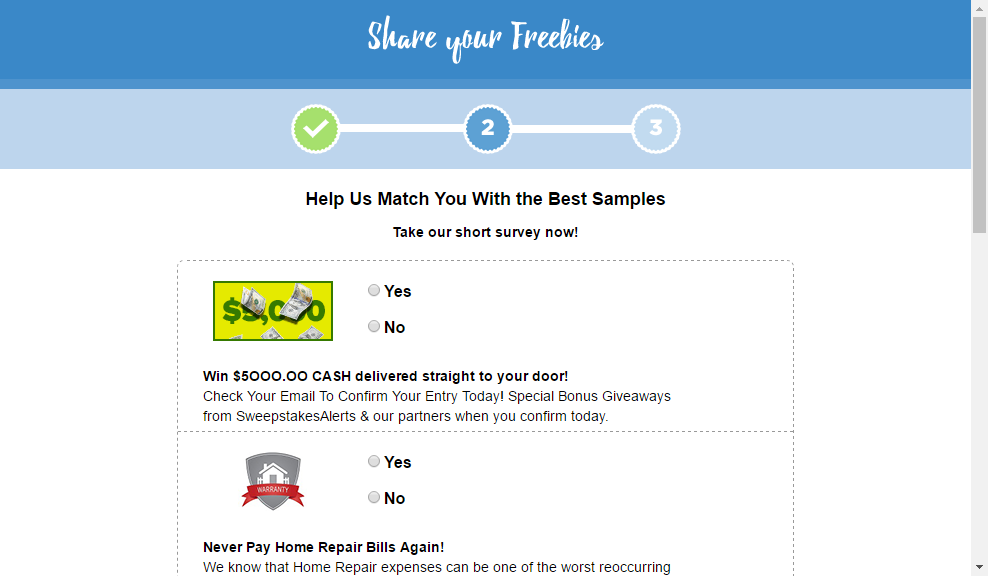 Share your Freebies
2
3
Help Us Match You With the Best Samples
Take our short survey now!
$5,000
Yes
No
Win $5OOO.OO CASH delivered straight to your door!
Check Your Email To Confirm Your Entry Today! Special Bonus Giveaways
from SweepstakesAlerts & our partners when you confirm today.
WARRANTY
Yes
No
Never Pay Home Repair Bills Again!
We know that Home Repair expenses can be one of the worst reoccurring